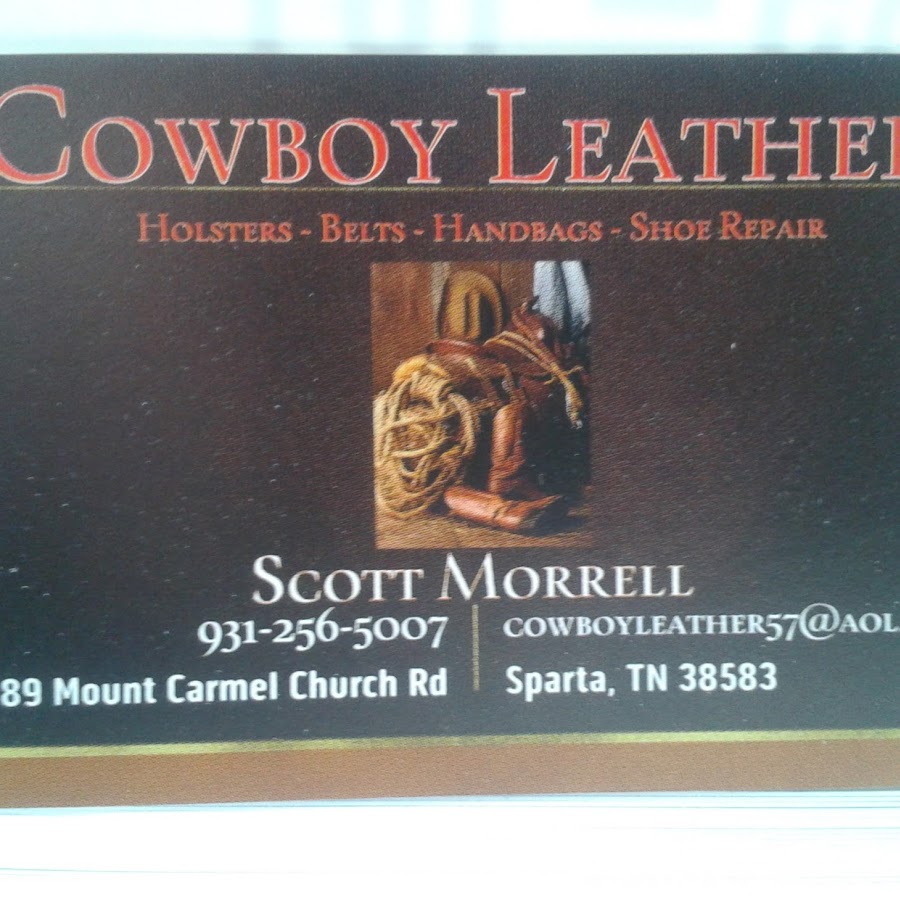 COWBOY LEATHER
HOLSTERS - BELTS - HANDBAGS - SHOE REPAIR
SCOTT MORRELL
931-256-5007
COWBOYLEATHER57@AOL.
89 Mount Carmel Church Rd
Sparta, TN 38583